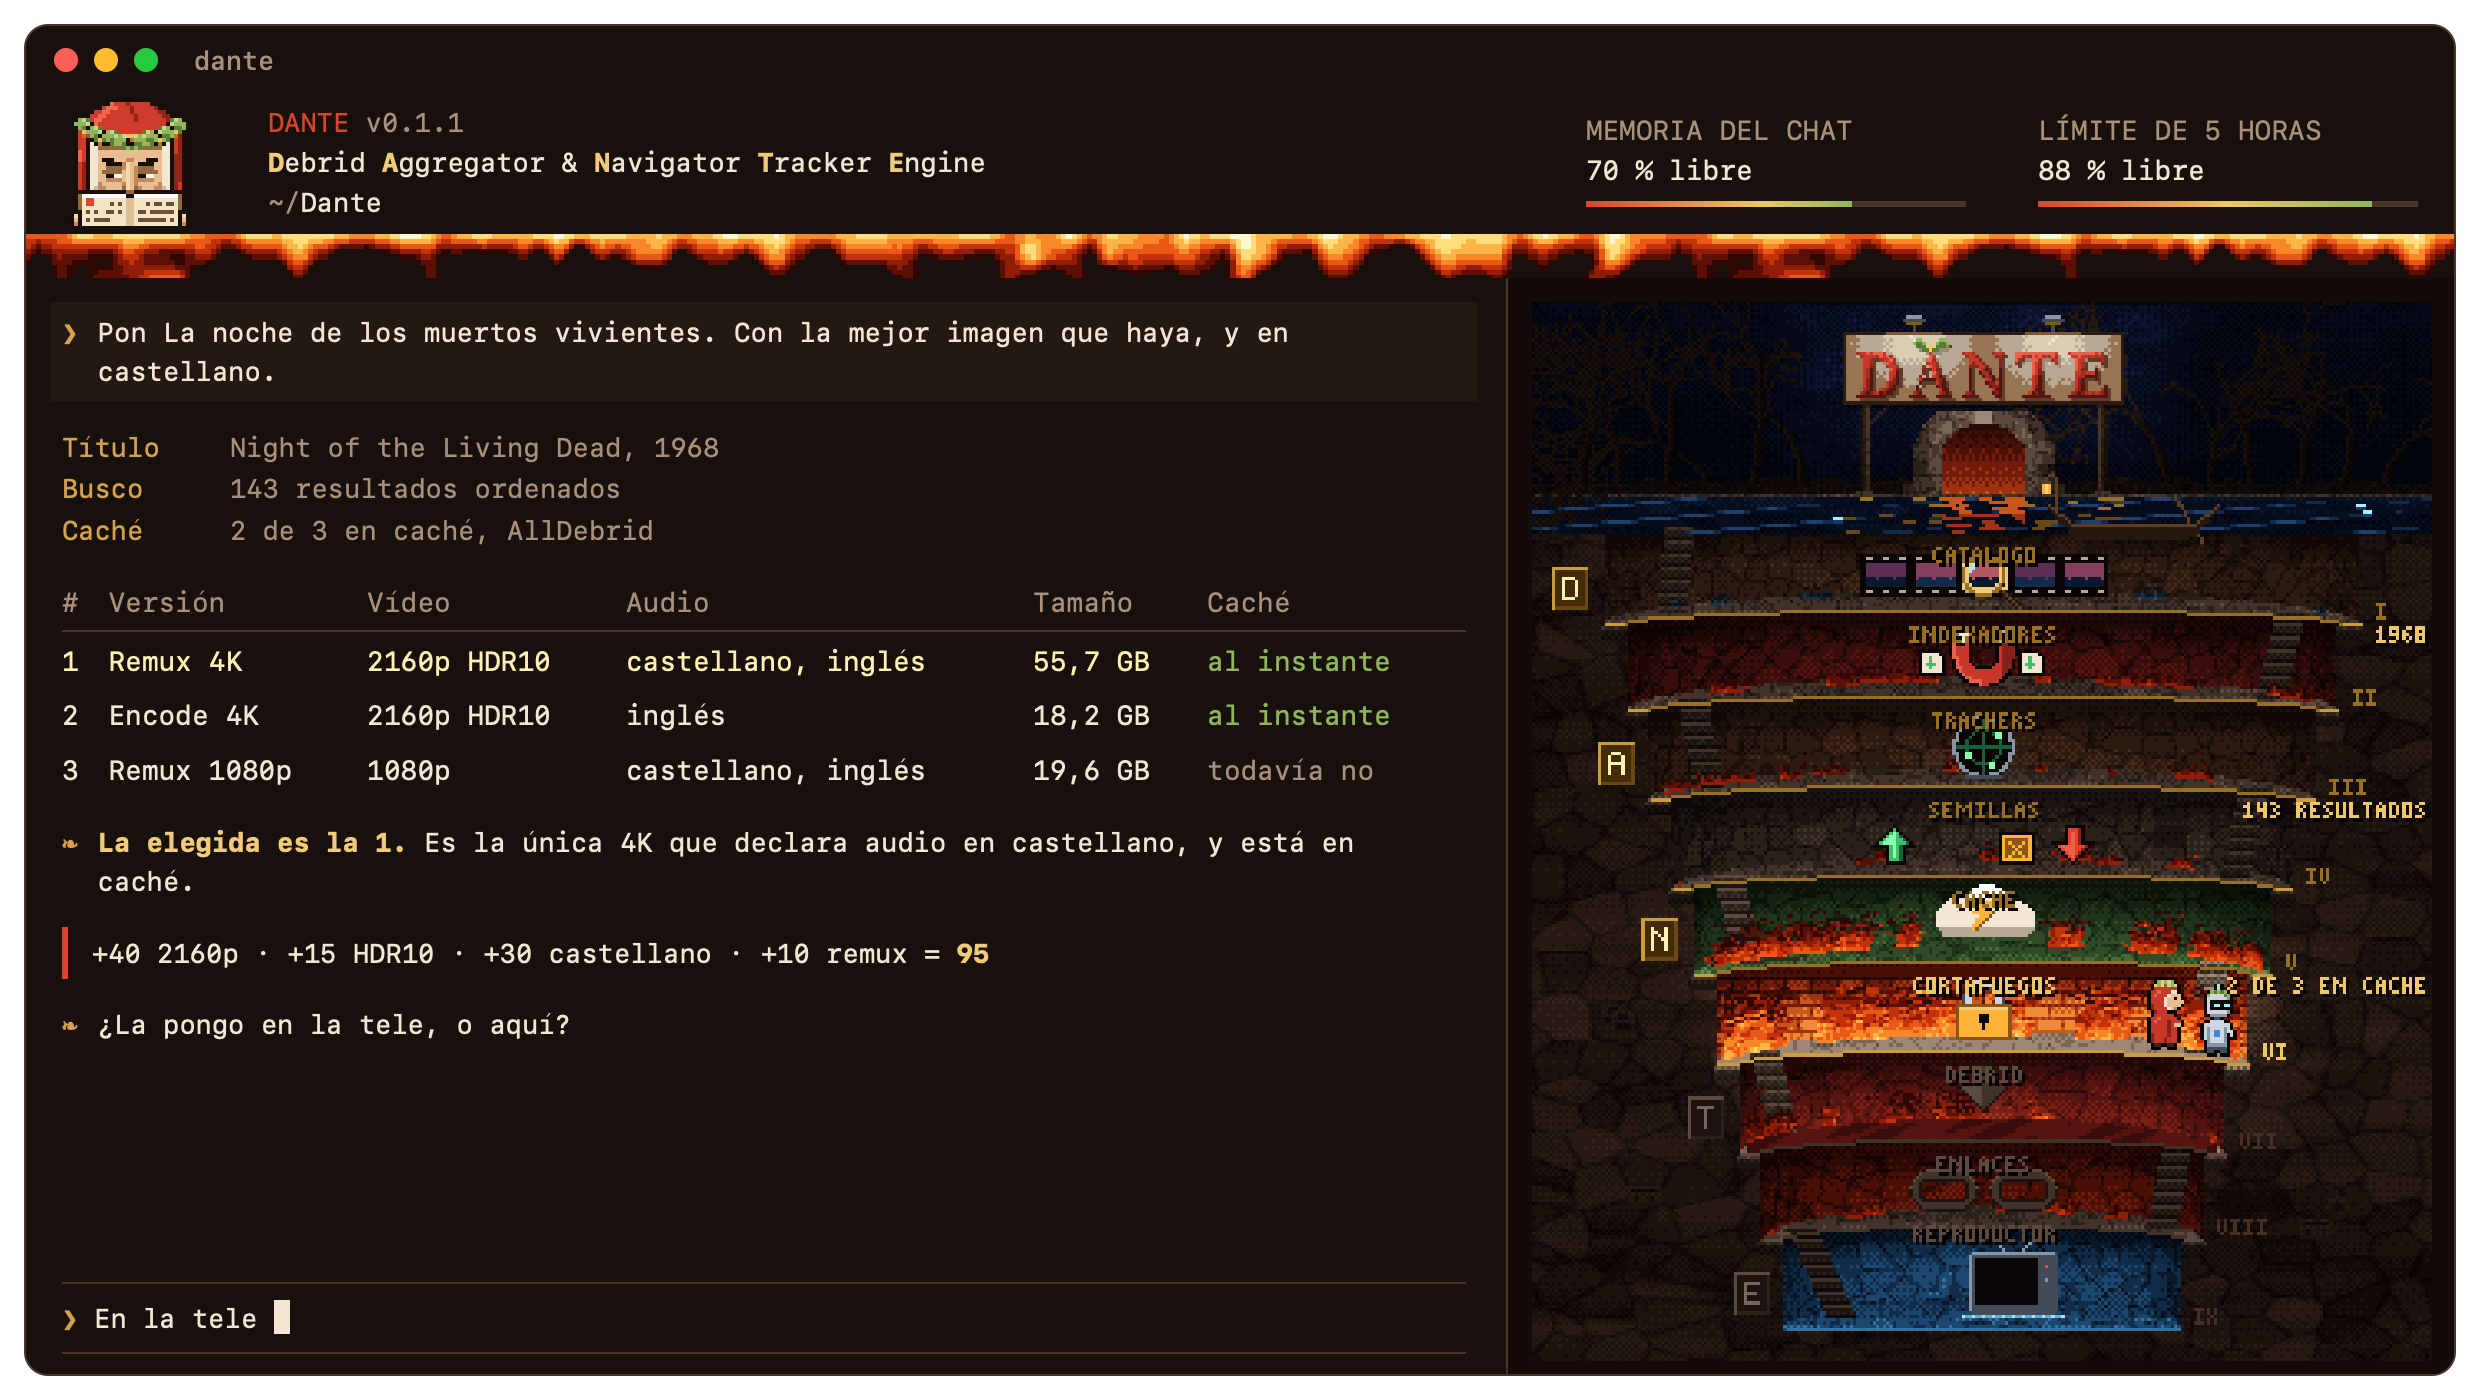 dante
DANTE v0.1.1
Debrid Aggregator & Navigator Tracker Engine
~/Dante
MEMORIA DEL CHAT
70 % libre
LÍMITE DE 5 HORAS
88 % libre
❯ Pon La noche de los muertos vivientes. Con la mejor imagen que haya, y en
castellano.
Título Night of the Living Dead, 1968
Busco 143 resultados ordenados
Caché 2 de 3 en caché, AllDebrid
# Versión Vídeo Audio Tamaño Caché
1 Remux 4K 2160p HDR10 castellano, inglés 55,7 GB al instante
2 Encode 4K 2160p HDR10 inglés 18,2 GB al instante
3 Remux 1080p 1080p castellano, inglés 19,6 GB todavía no
❧ La elegida es la 1. Es la única 4K que declara audio en castellano, y está en
caché.
+40 2160p · +15 HDR10 · +30 castellano · +10 remux = 95
❧ ¿La pongo en la tele, o aquí?
❯ En la tele
DANTE
CATALOGO
D
I
INDEXADORES
1968
II
TRACKERS
A
III
SEMILLAS
143 RESULTADOS
IV
CACHE
N
V
CORTAFUEGOS
2 DE 3 EN CACHE
VI
DEBRID
T
VII
ENLACES
VIII
REPRODUCTOR
E
IX